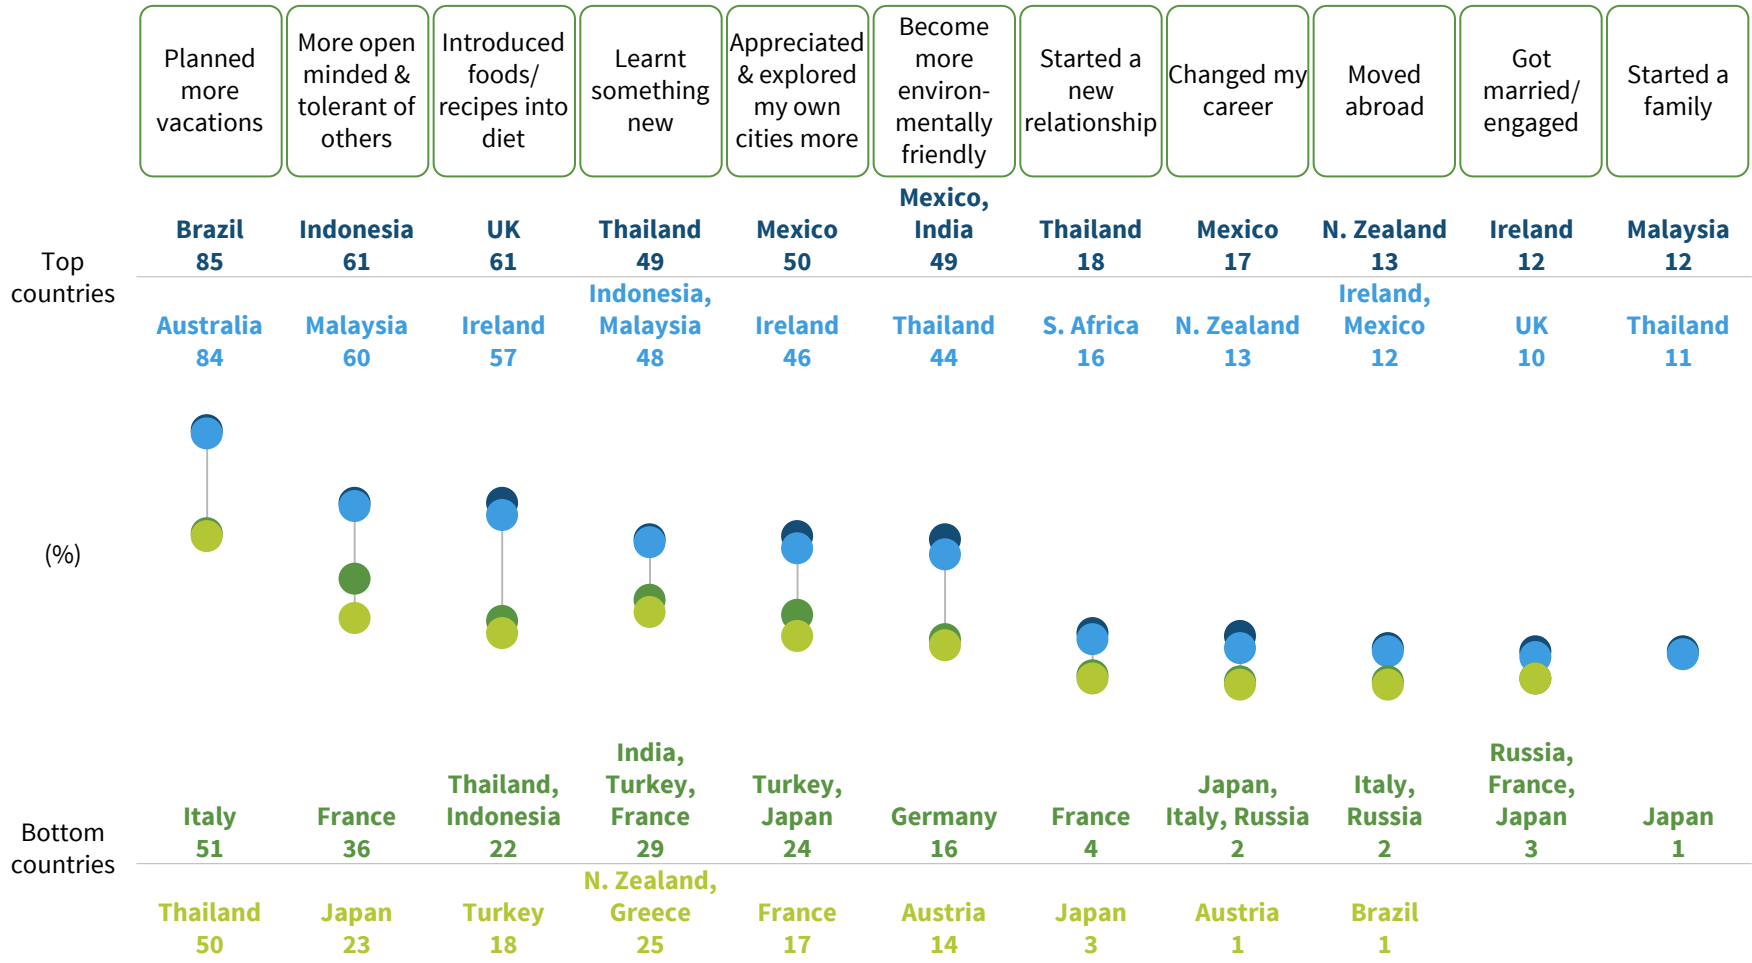 Planned
more
vacations
More open
minded &
tolerant of
others
Introduced
foods/
recipes into
diet
Learnt
something
new
Appreciated
& explored
my own
cities more
Become
more
environ-
mentally
friendly
Started a
new
relationship
Changed my
career
Moved
abroad
Got
married/
engaged
Started a
family
Top
countries
Brazil
85
Indonesia
61
UK
61
Thailand
49
Mexico
50
Mexico,
India
49
Thailand
18
Mexico
17
N. Zealand
13
Ireland
12
Malaysia
12
Australia
84
Malaysia
60
Ireland
57
Indonesia,
Malaysia
48
Ireland
46
Thailand
44
S. Africa
16
N. Zealand
13
Ireland,
Mexico
12
UK
10
Thailand
11
(%)
Bottom
countries
Italy
51
France
36
Thailand,
Indonesia
22
India,
Turkey,
France
29
Turkey,
Japan
24
Germany
16
France
4
Japan,
Italy, Russia
2
Italy,
Russia
2
Russia,
France,
Japan
3
Japan
1
Thailand
50
Japan
23
Turkey
18
N. Zealand,
Greece
25
France
17
Austria
14
Japan
3
Austria
1
Brazil
1